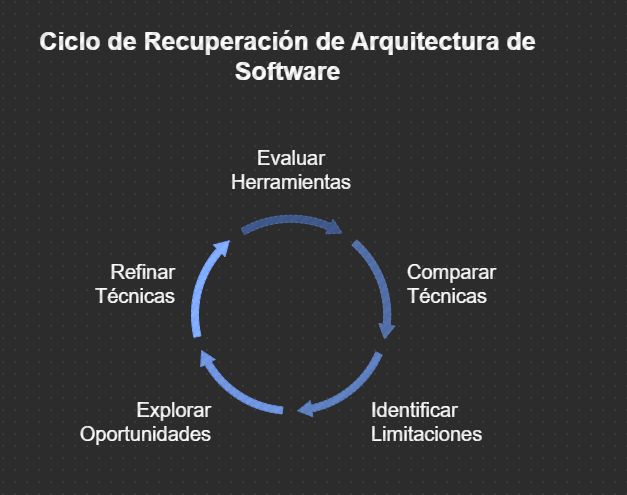 Ciclo de Recuperación de Arquitectura de
Software
Evaluar
Herramientas
Comparar
Técnicas
Identificar
Limitaciones
Explorar
Oportunidades
Refinar
Técnicas